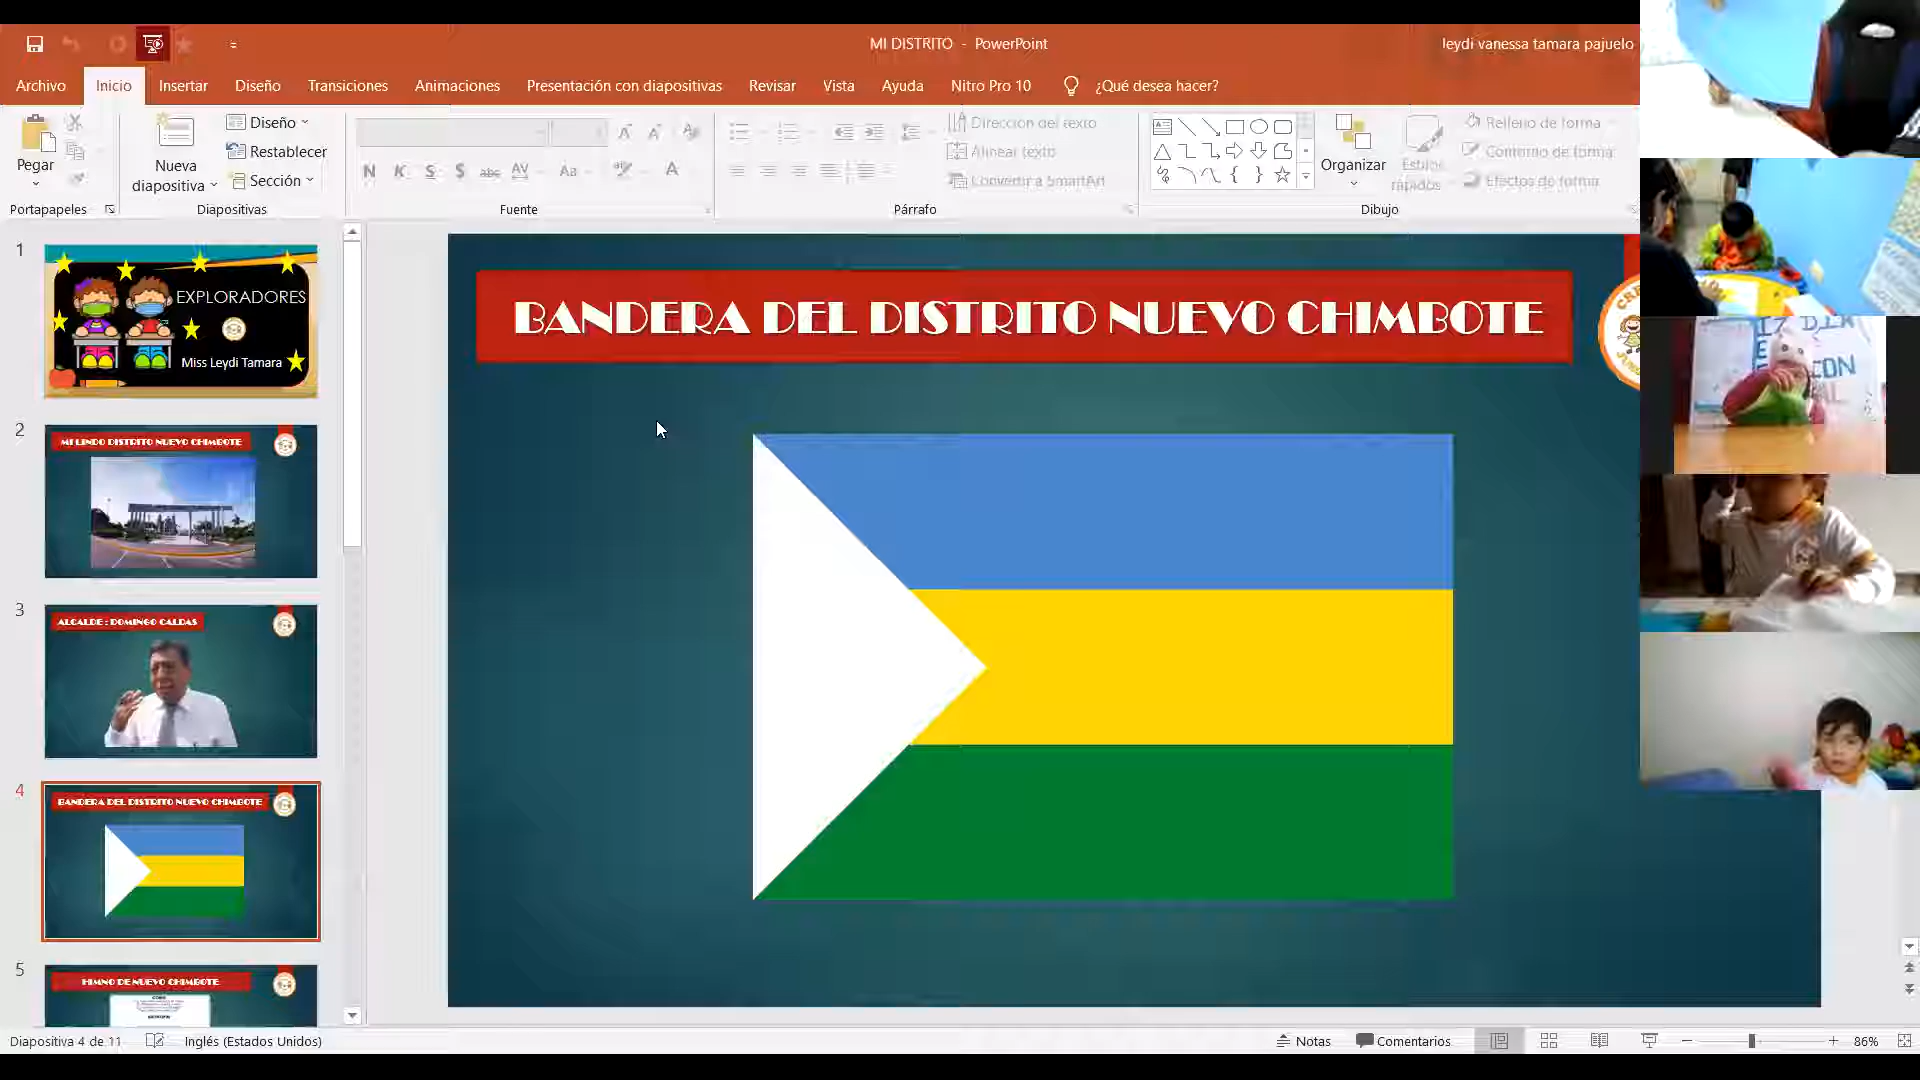 MI DISTRITO - PowerPoint
leydi vanessa tamara pajuelo
Archivo Inicio Insertar Diseño Transiciones Animaciones Presentación con diapositivas Revisar Vista Ayuda Nitro Pro 10 ¿Qué desea hacer?
Pegar
Nueva diapositiva
Diseño
Restablecer
Sección
N K S $ abc AV Aa A
Dirección del texto
Alinear texto
Convertir a SmartArt
Organizar
Estilos rápidos
Relleno de forma
Contorno de forma
Efectos de forma
Portapapeles Diapositivas Fuente Párrafo Dibujo
1
EXPLORADORES
Miss Leydi Tamara
2
MI LINDO DISTRITO NUEVO CHIMBOTE
3
ALCALDE : DOMINGO CALDAS
4
BANDERA DEL DISTRITO NUEVO CHIMBOTE
5
HIMNO DE NUEVO CHIMBOTE
BANDERA DEL DISTRITO NUEVO CHIMBOTE
Diapositiva 4 de 11 Inglés (Estados Unidos) Notas Comentarios 86%